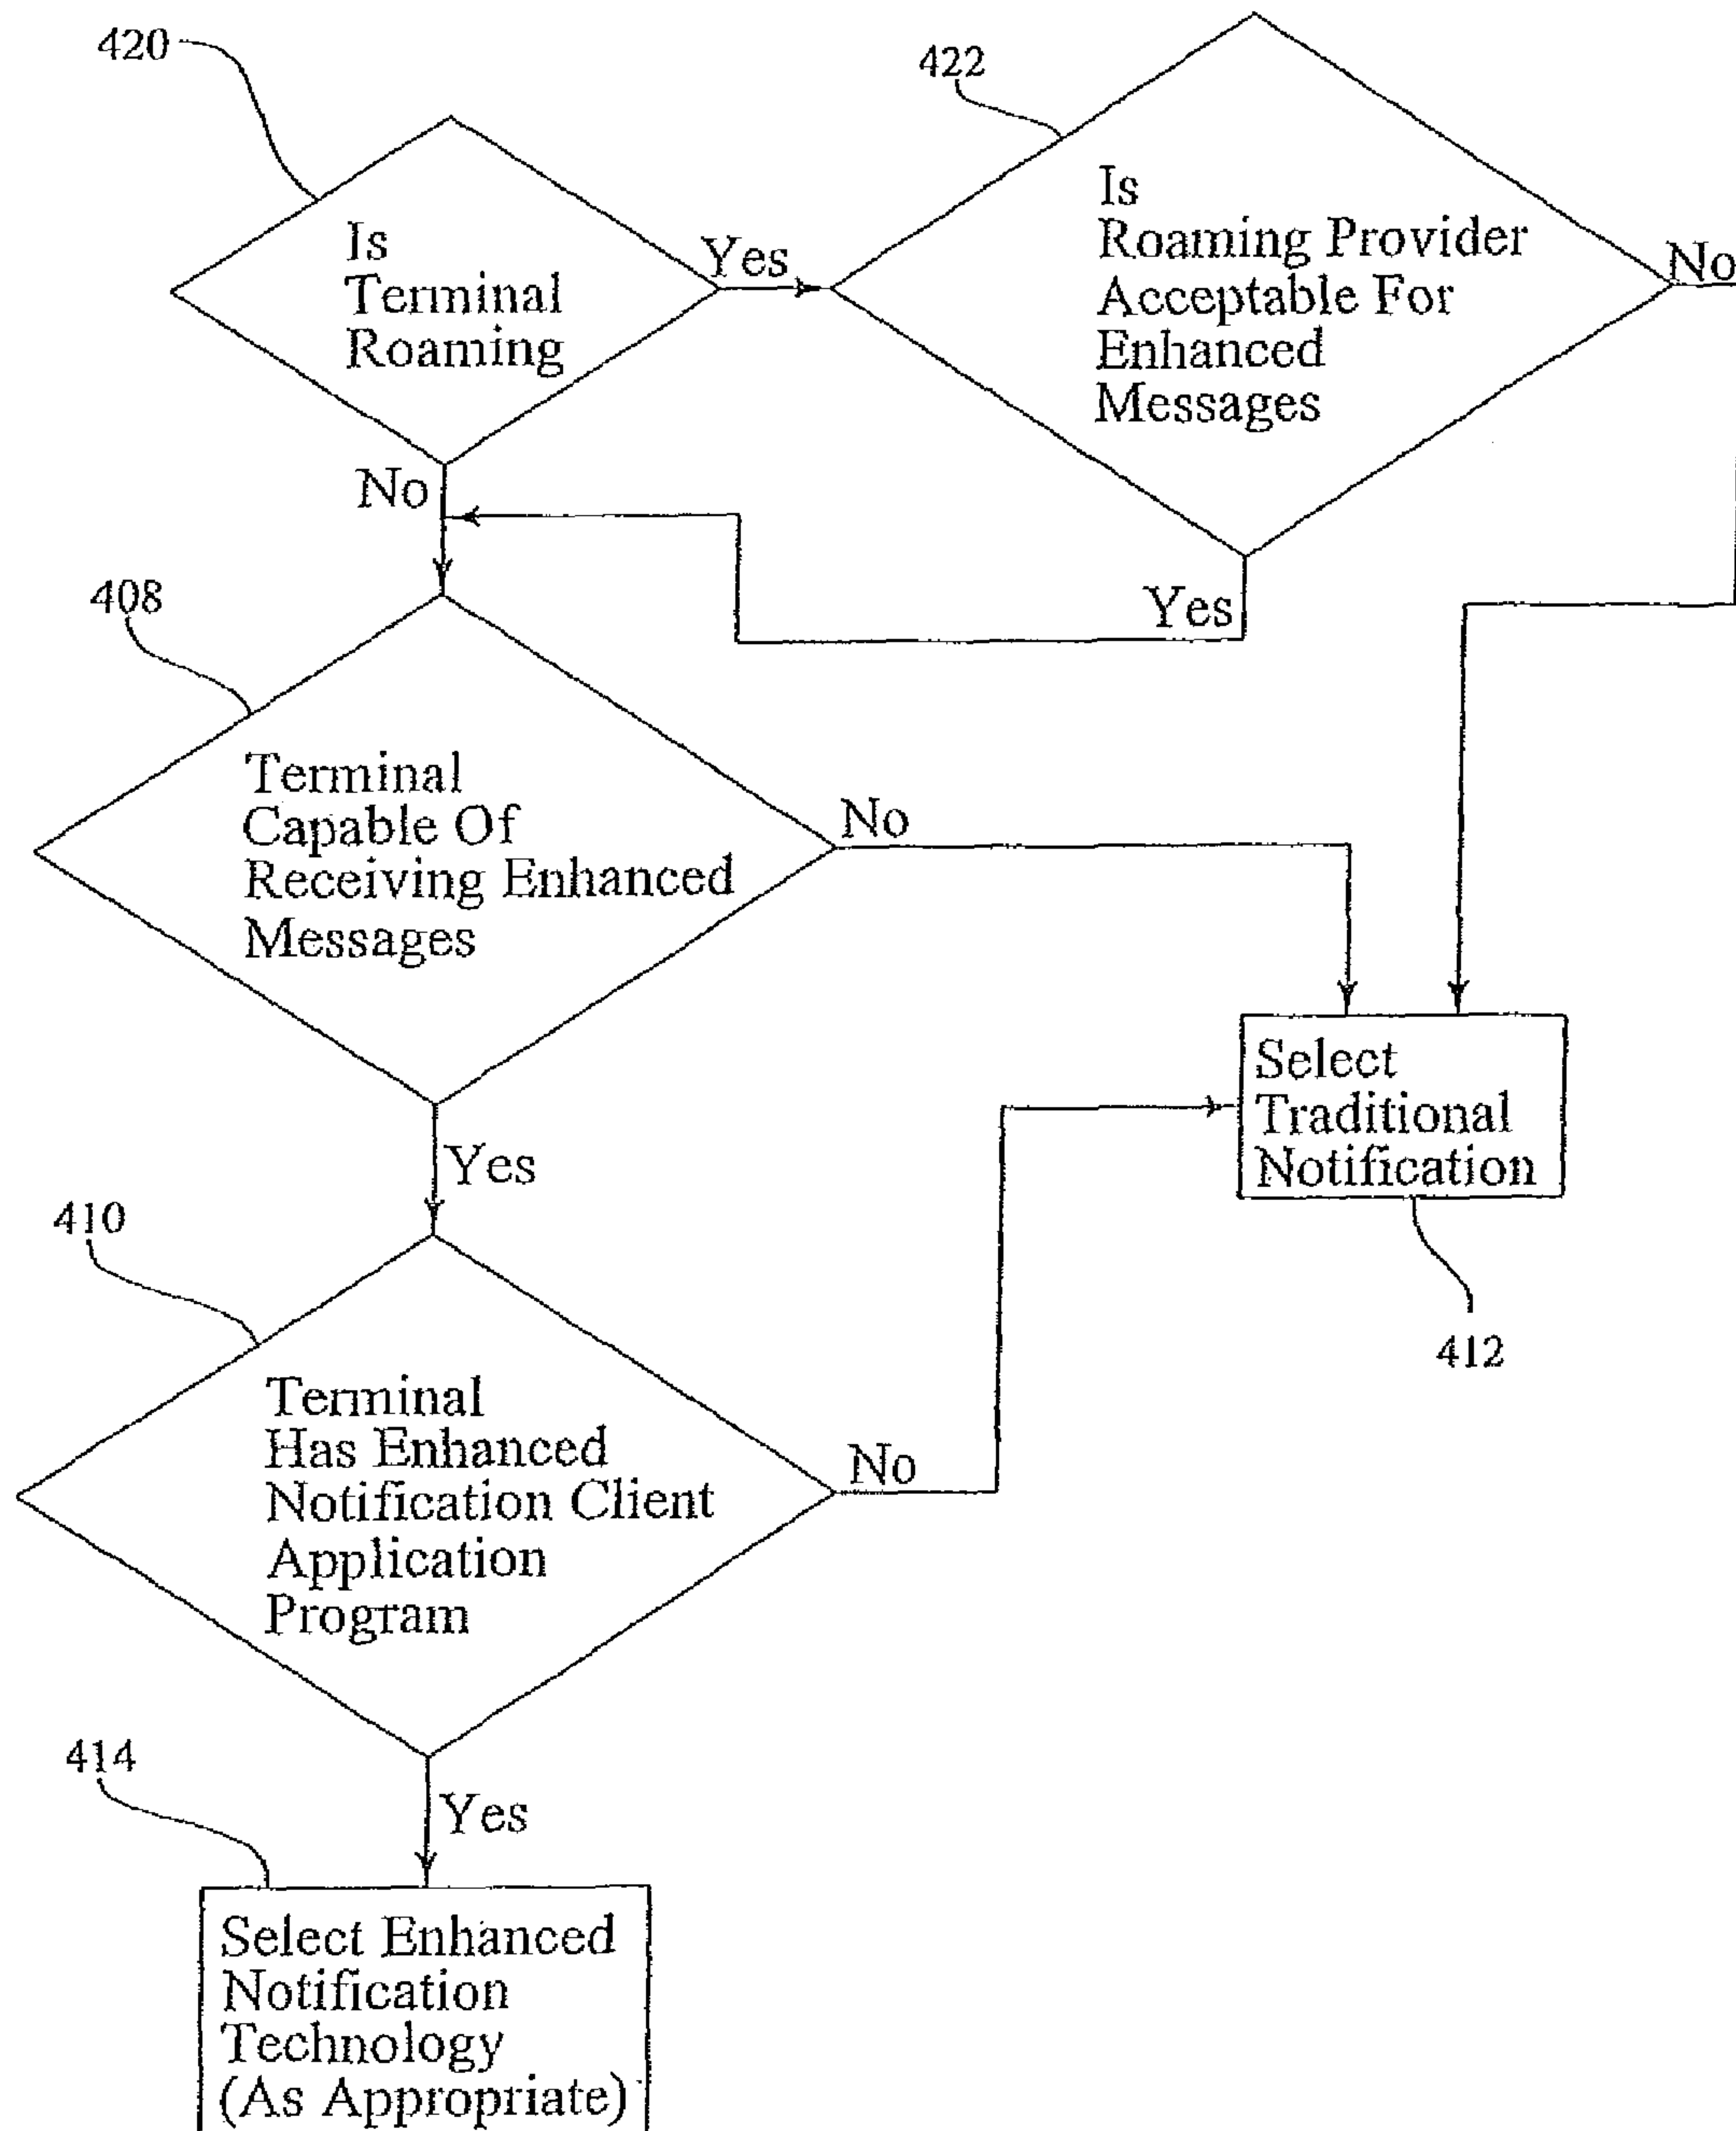 420
422
Is
Terminal
Roaming
Yes
Is
Roaming Provider
Acceptable For
Enhanced
Messages
No
No
Yes
408
Terminal
Capable Of
Receiving Enhanced
Messages
No
Yes
Select
Traditional
Notification
412
410
Terminal
Has Enhanced
Notification Client
Application
Program
No
Yes
414
Select Enhanced
Notification
Technology
(As Appropriate)